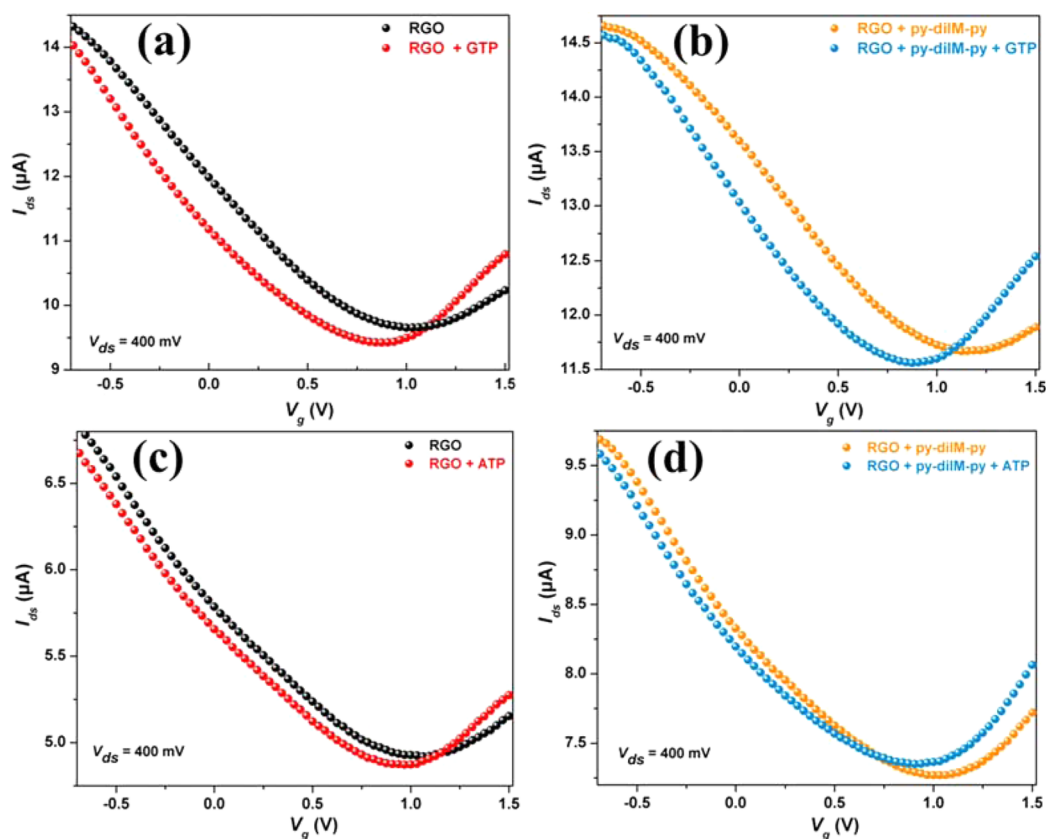 (a)
RGO
RGO + GTP
14
13
12
11
10
9
I_ds (µA)
V_ds = 400 mV
-0.5 0.0 0.5 1.0 1.5
V_g (V)
(b)
RGO + py-diIM-py
RGO + py-diIM-py + GTP
14.5
14.0
13.5
13.0
12.5
12.0
11.5
I_ds (µA)
V_ds = 400 mV
-0.5 0.0 0.5 1.0 1.5
V_g (V)
(c)
RGO
RGO + ATP
6.5
6.0
5.5
5.0
I_ds (µA)
V_ds = 400 mV
-0.5 0.0 0.5 1.0 1.5
V_g (V)
(d)
RGO + py-diIM-py
RGO + py-diIM-py + ATP
9.5
9.0
8.5
8.0
7.5
I_ds (µA)
V_ds = 400 mV
-0.5 0.0 0.5 1.0 1.5
V_g (V)